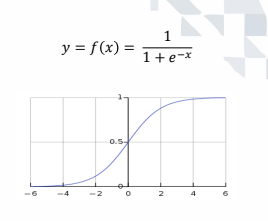 y = f(x) = 1 / (1 + e^{-x})
1
0.5
0
−6 −4 −2 0 2 4 6